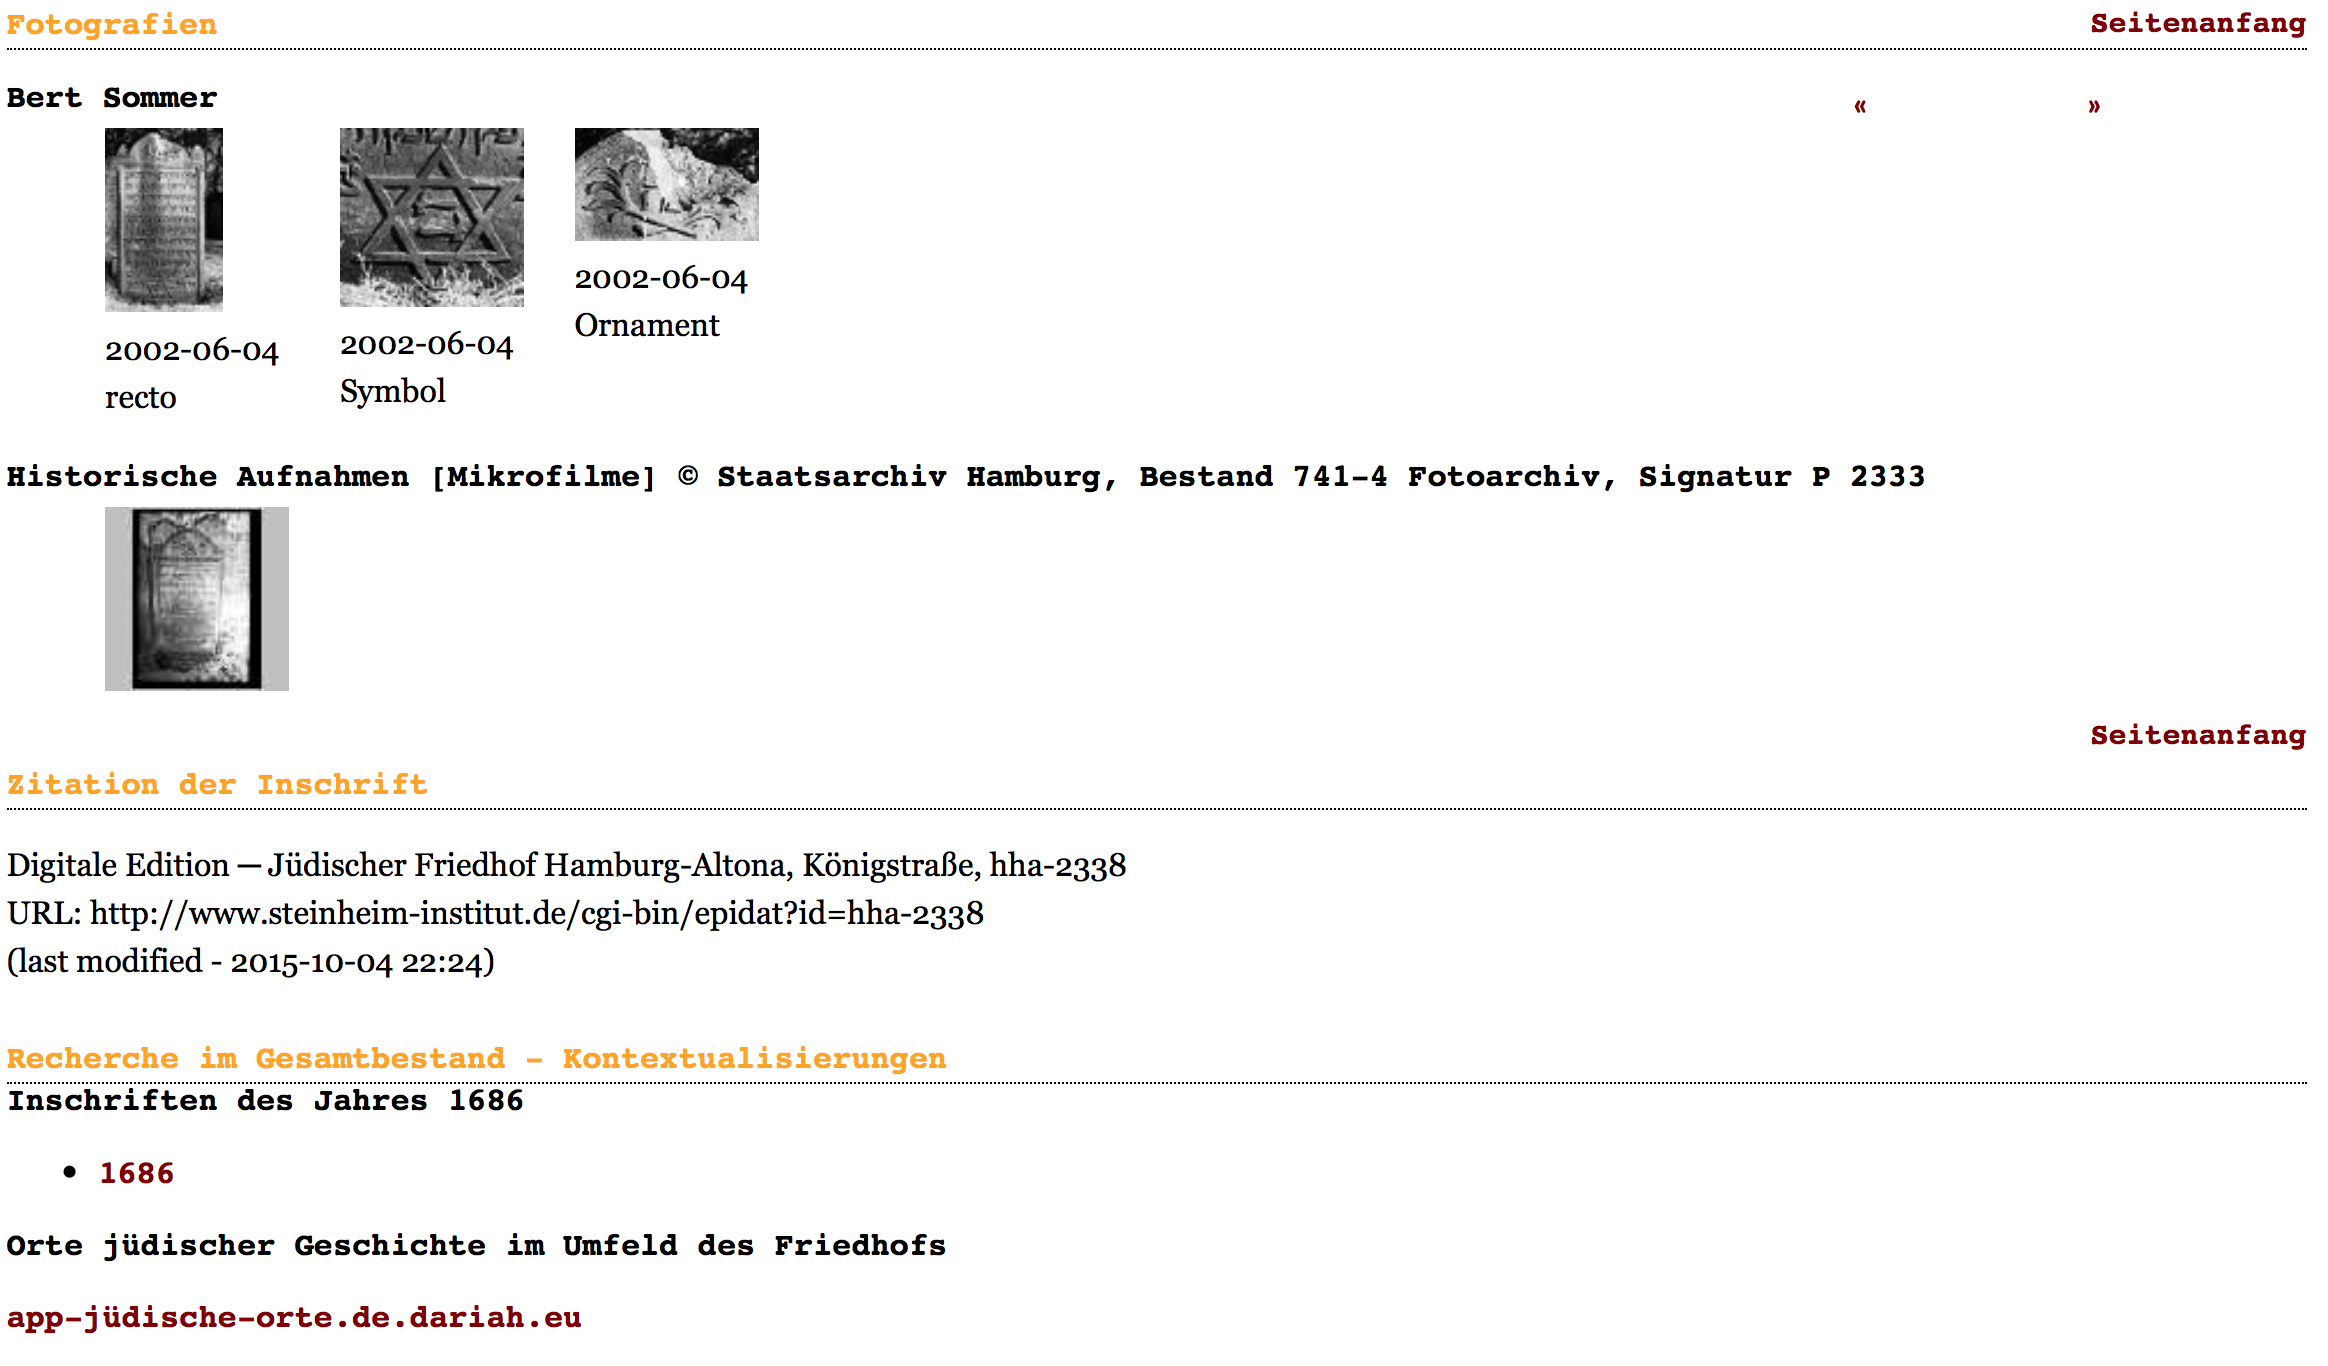 Fotografien
Seitenanfang
Bert Sommer
« »
2002-06-04
recto
2002-06-04
Symbol
2002-06-04
Ornament
Historische Aufnahmen [Mikrofilme] © Staatsarchiv Hamburg, Bestand 741-4 Fotoarchiv, Signatur P 2333
Seitenanfang
Zitation der Inschrift
Digitale Edition — Jüdischer Friedhof Hamburg-Altona, Königstraße, hha-2338
URL: http://www.steinheim-institut.de/cgi-bin/epidat?id=hha-2338
(last modified - 2015-10-04 22:24)
Recherche im Gesamtbestand - Kontextualisierungen
Inschriften des Jahres 1686
• 1686
Orte jüdischer Geschichte im Umfeld des Friedhofs
app-jüdische-orte.de.dariah.eu